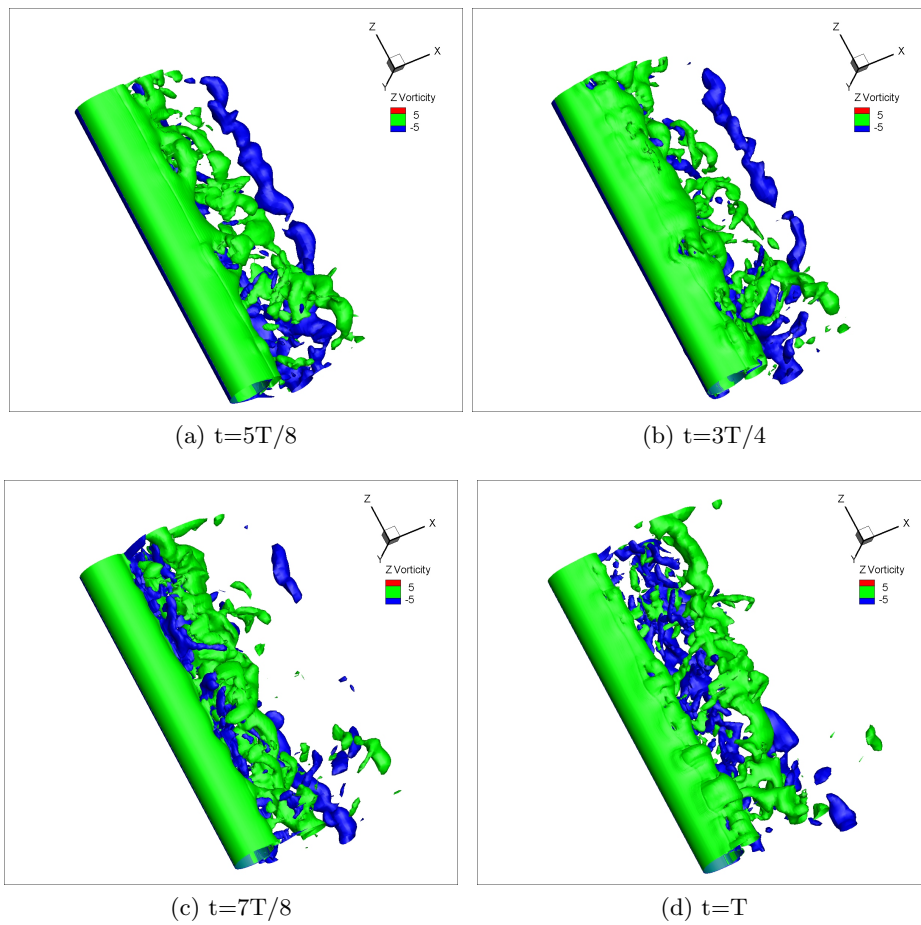 Z
X
Y
Z Vorticity
5
-5
(a) t=5T/8
Z
X
Y
Z Vorticity
5
-5
(b) t=3T/4
Z
X
Y
Z Vorticity
5
-5
(c) t=7T/8
Z
X
Y
Z Vorticity
5
-5
(d) t=T